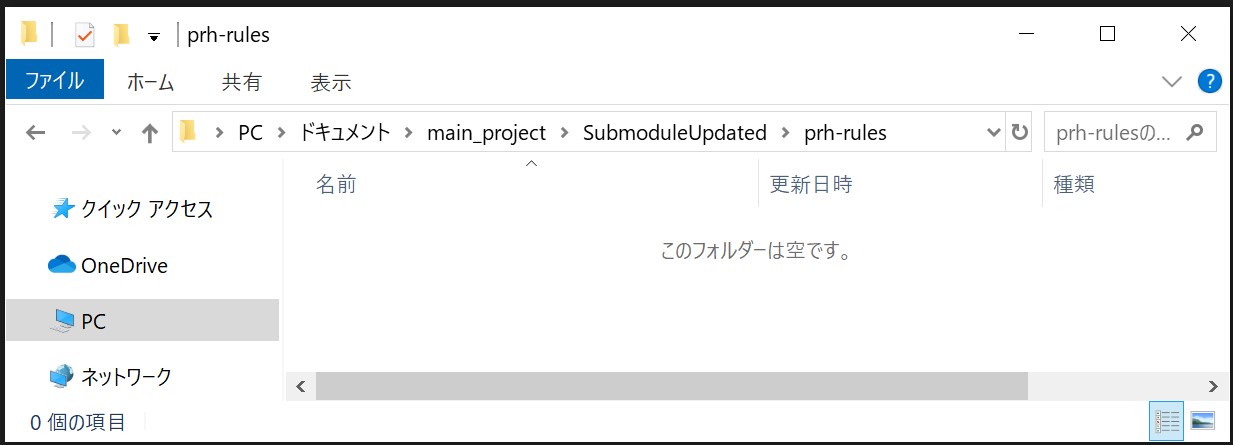 prh-rules
ファイル ホーム 共有 表示 ?
PC ドキュメント main_project SubmoduleUpdated prh-rules prh-rulesの...
名前 更新日時 種類
クイック アクセス
このフォルダーは空です。
OneDrive
PC
ネットワーク
0 個の項目